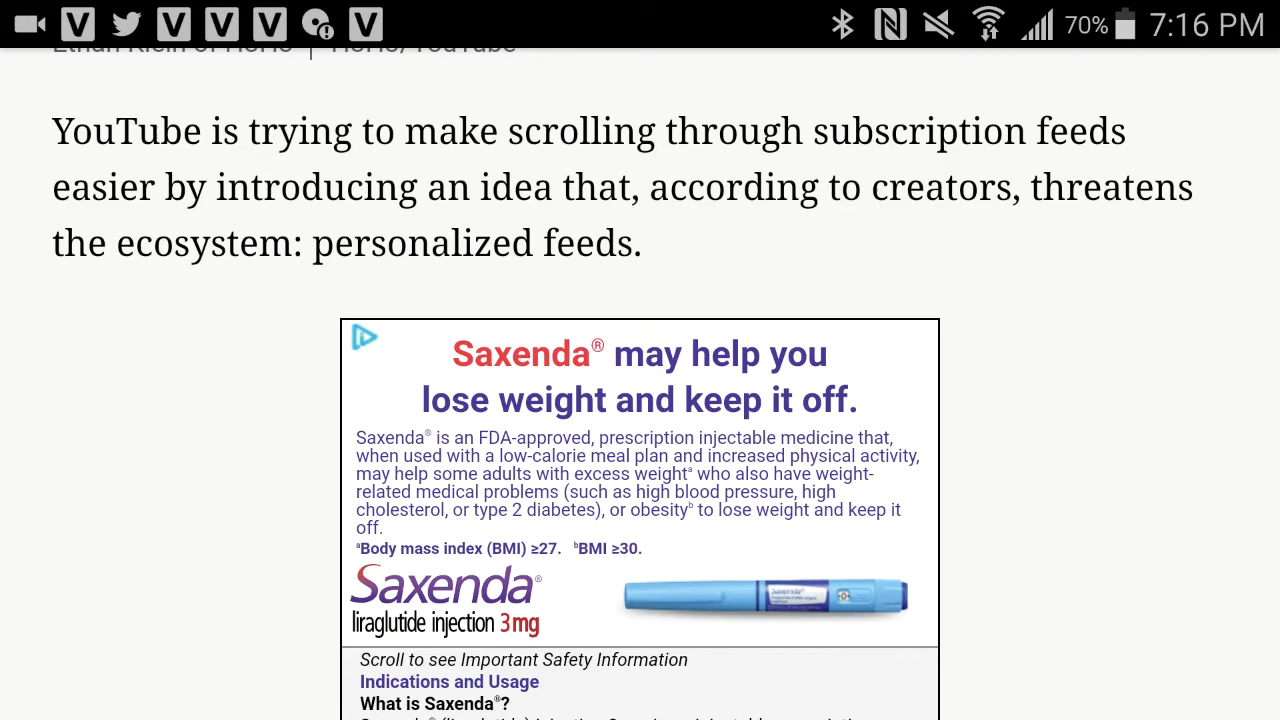 70% 7:16 PM
YouTube is trying to make scrolling through subscription feeds
easier by introducing an idea that, according to creators, threatens
the ecosystem: personalized feeds.
Saxenda® may help you
lose weight and keep it off.
Saxenda® is an FDA-approved, prescription injectable medicine that,
when used with a low-calorie meal plan and increased physical activity,
may help some adults with excess weightᵃ who also have weight-
related medical problems (such as high blood pressure, high
cholesterol, or type 2 diabetes), or obesityᵇ to lose weight and keep it
off.
ᵃBody mass index (BMI) ≥27. ᵇBMI ≥30.
Saxenda®
liraglutide injection 3mg
Scroll to see Important Safety Information
Indications and Usage
What is Saxenda®?